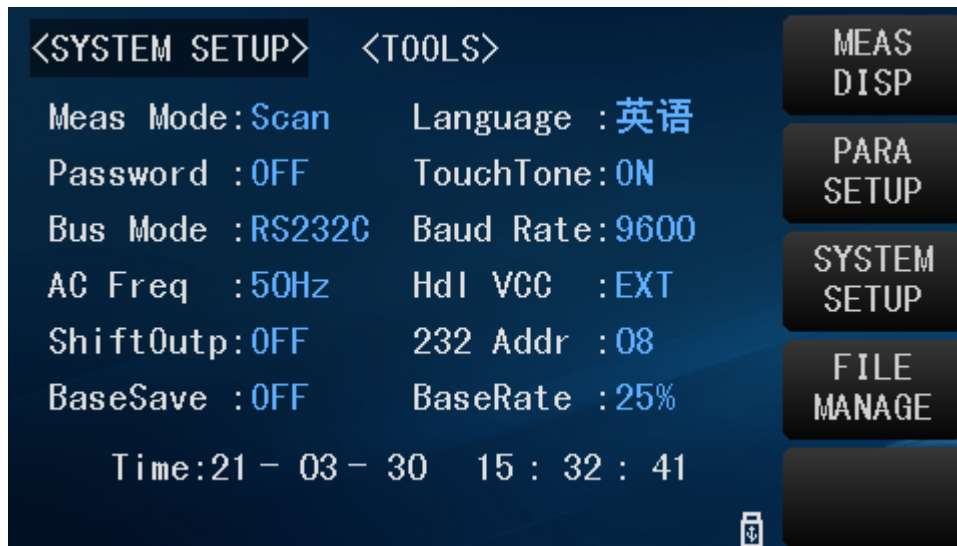 <SYSTEM SETUP> <TOOLS>
Meas Mode:Scan Language :英语
Password :OFF TouchTone:ON
Bus Mode :RS232C Baud Rate:9600
AC Freq :50Hz Hdl VCC :EXT
ShiftOutp:OFF 232 Addr :08
BaseSave :OFF BaseRate :25%
Time:21- 03- 30 15 : 32 : 41
MEAS
DISP
PARA
SETUP
SYSTEM
SETUP
FILE
MANAGE